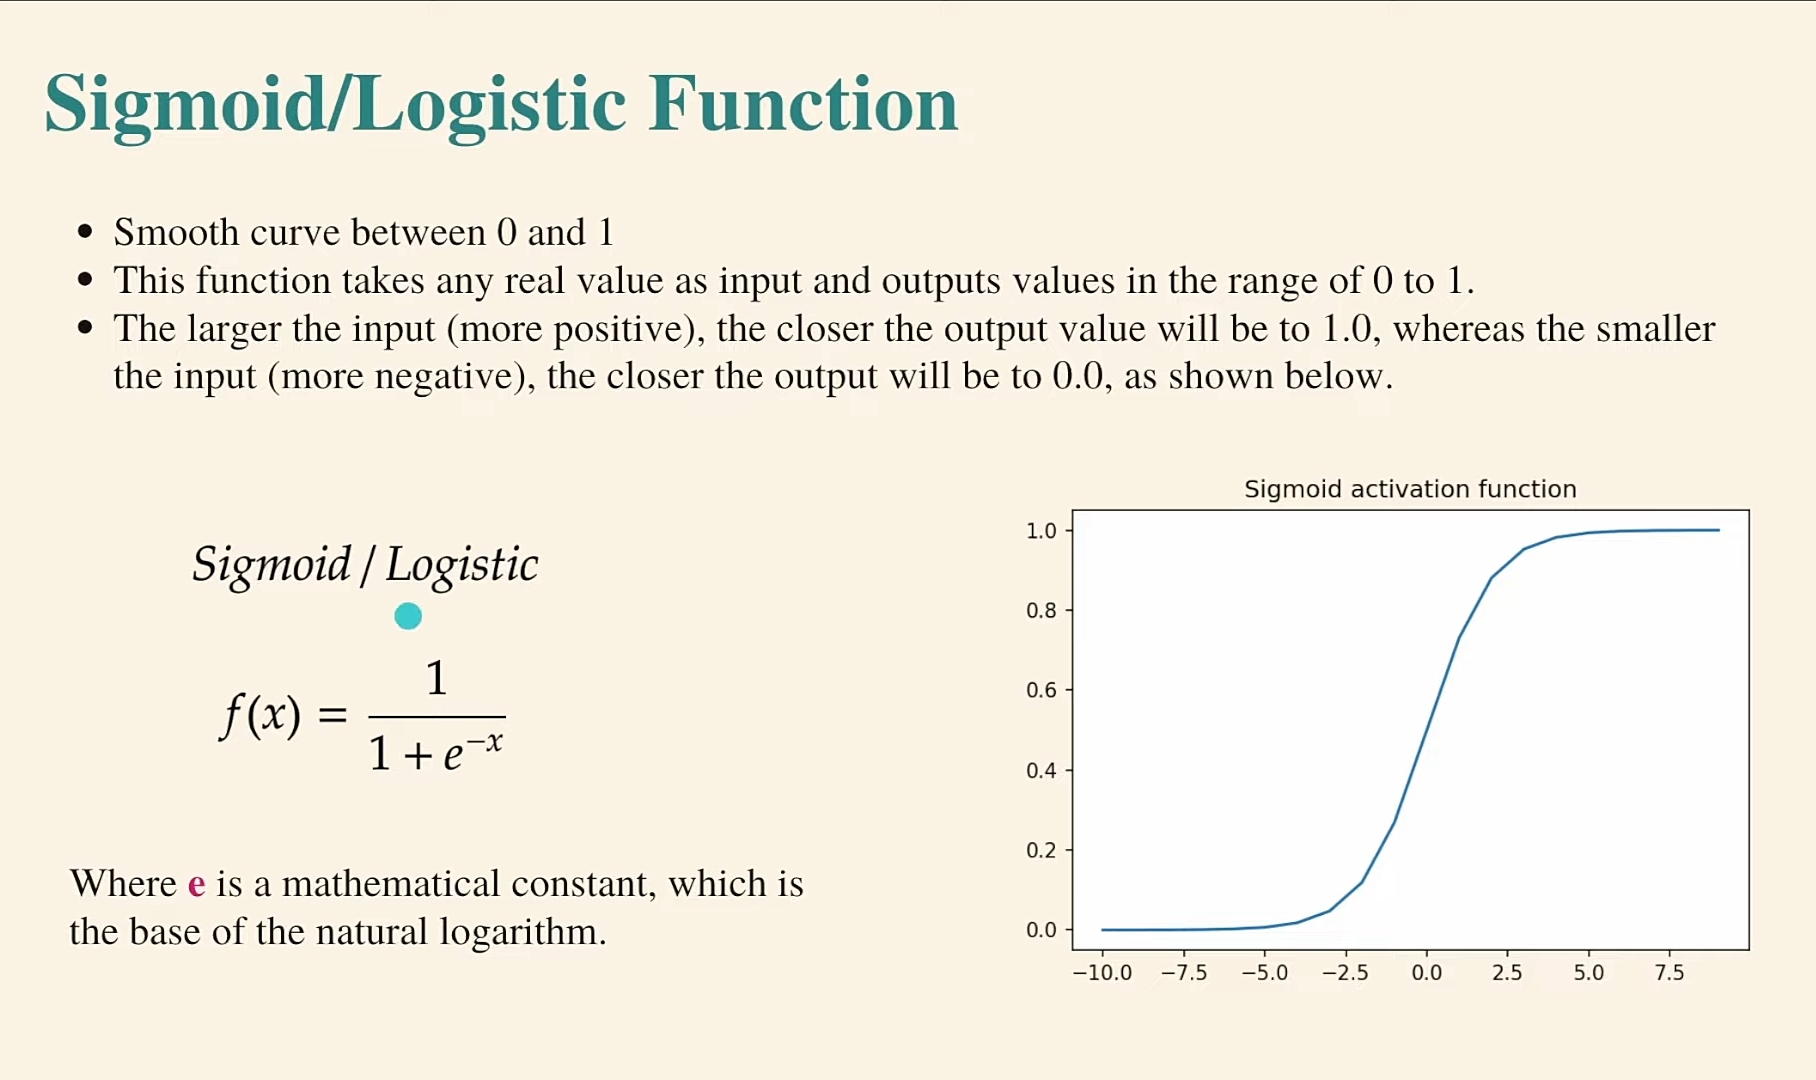 Sigmoid/Logistic Function
• Smooth curve between 0 and 1
• This function takes any real value as input and outputs values in the range of 0 to 1.
• The larger the input (more positive), the closer the output value will be to 1.0, whereas the smaller
the input (more negative), the closer the output will be to 0.0, as shown below.
Sigmoid / Logistic
f(x) = 1 / (1 + e^{-x})
Where e is a mathematical constant, which is
the base of the natural logarithm.
Sigmoid activation function
1.0
0.8
0.6
0.4
0.2
0.0
−10.0 −7.5 −5.0 −2.5 0.0 2.5 5.0 7.5